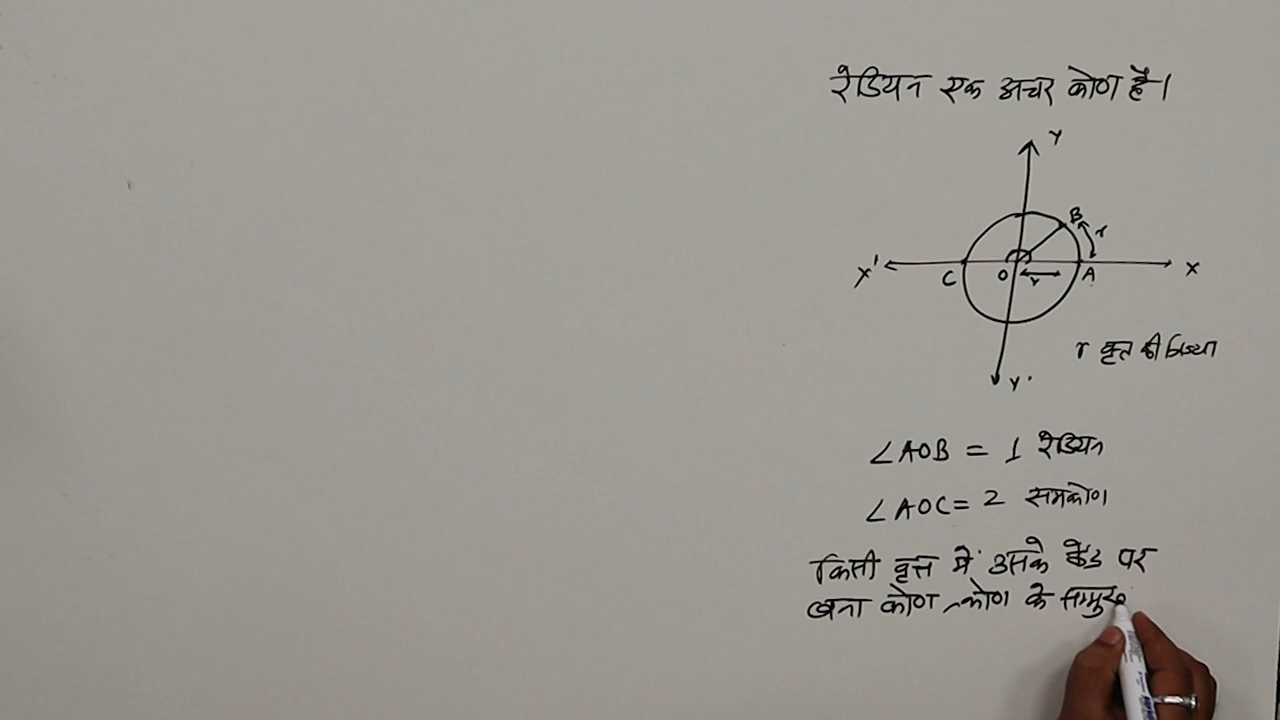 रेडियन एक अचर कोण है।
Y
B
r
X' C O r A X
r वृत्त की त्रिज्या
Y'
∠AOB = 1 रेडियन
∠AOC = 2 समकोण
किसी वृत्त में उसके केंद्र पर
बना कोण, कोण के सम्मुख